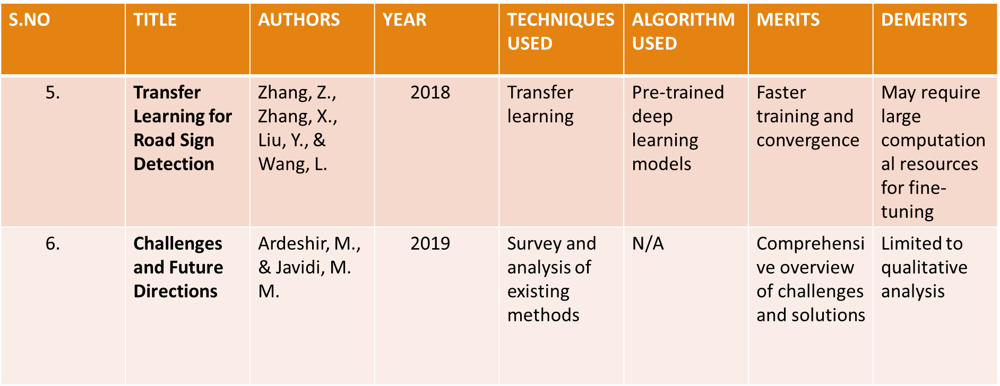 S.NO
TITLE
AUTHORS
YEAR
TECHNIQUES
USED
ALGORITHM
USED
MERITS
DEMERITS
5.
Transfer
Learning for
Road Sign
Detection
Zhang, Z.,
Zhang, X.,
Liu, Y., &
Wang, L.
2018
Transfer
learning
Pre-trained
deep
learning
models
Faster
training and
convergence
May require
large
computation
al resources
for fine-
tuning
6.
Challenges
and Future
Directions
Ardeshir, M.,
& Javidi, M.
M.
2019
Survey and
analysis of
existing
methods
N/A
Comprehensi
ve overview
of challenges
and solutions
Limited to
qualitative
analysis